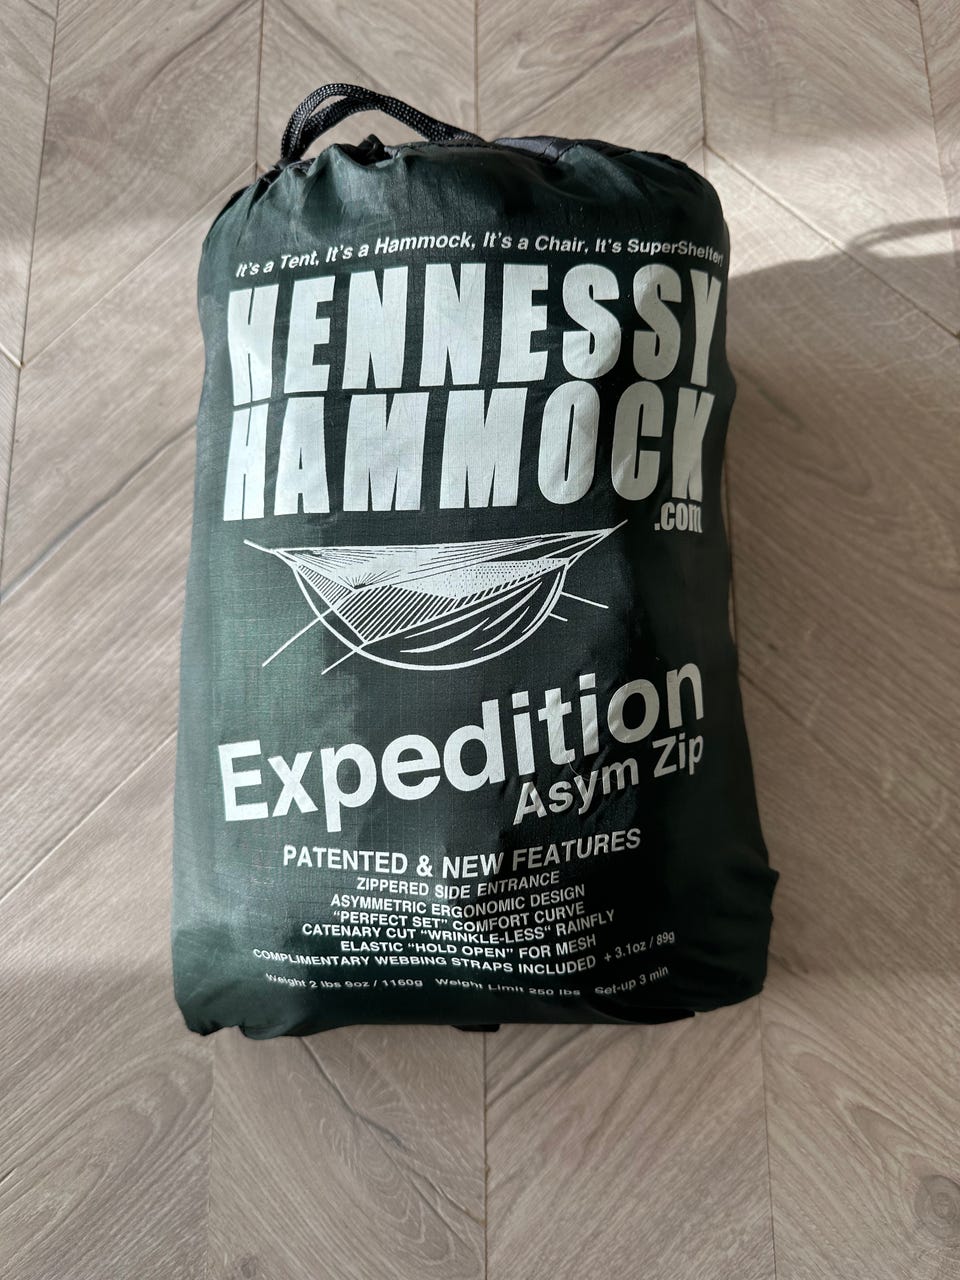 It's a Tent, It's a Hammock, It's a Chair, It's SuperShelter!
HENNESSY
HAMMOCK
.com
Expedition
Asym Zip
PATENTED & NEW FEATURES
ZIPPERED SIDE ENTRANCE
ASYMMETRIC ERGONOMIC DESIGN
"PERFECT SET" COMFORT CURVE
CATENARY CUT "WRINKLE-LESS" RAINFLY
ELASTIC "HOLD OPEN" FOR MESH
COMPLIMENTARY WEBBING STRAPS INCLUDED + 3.1oz / 89g
Weight 2 lbs 9oz / 1160g Weight Limit 250 lbs Set-up 3 min